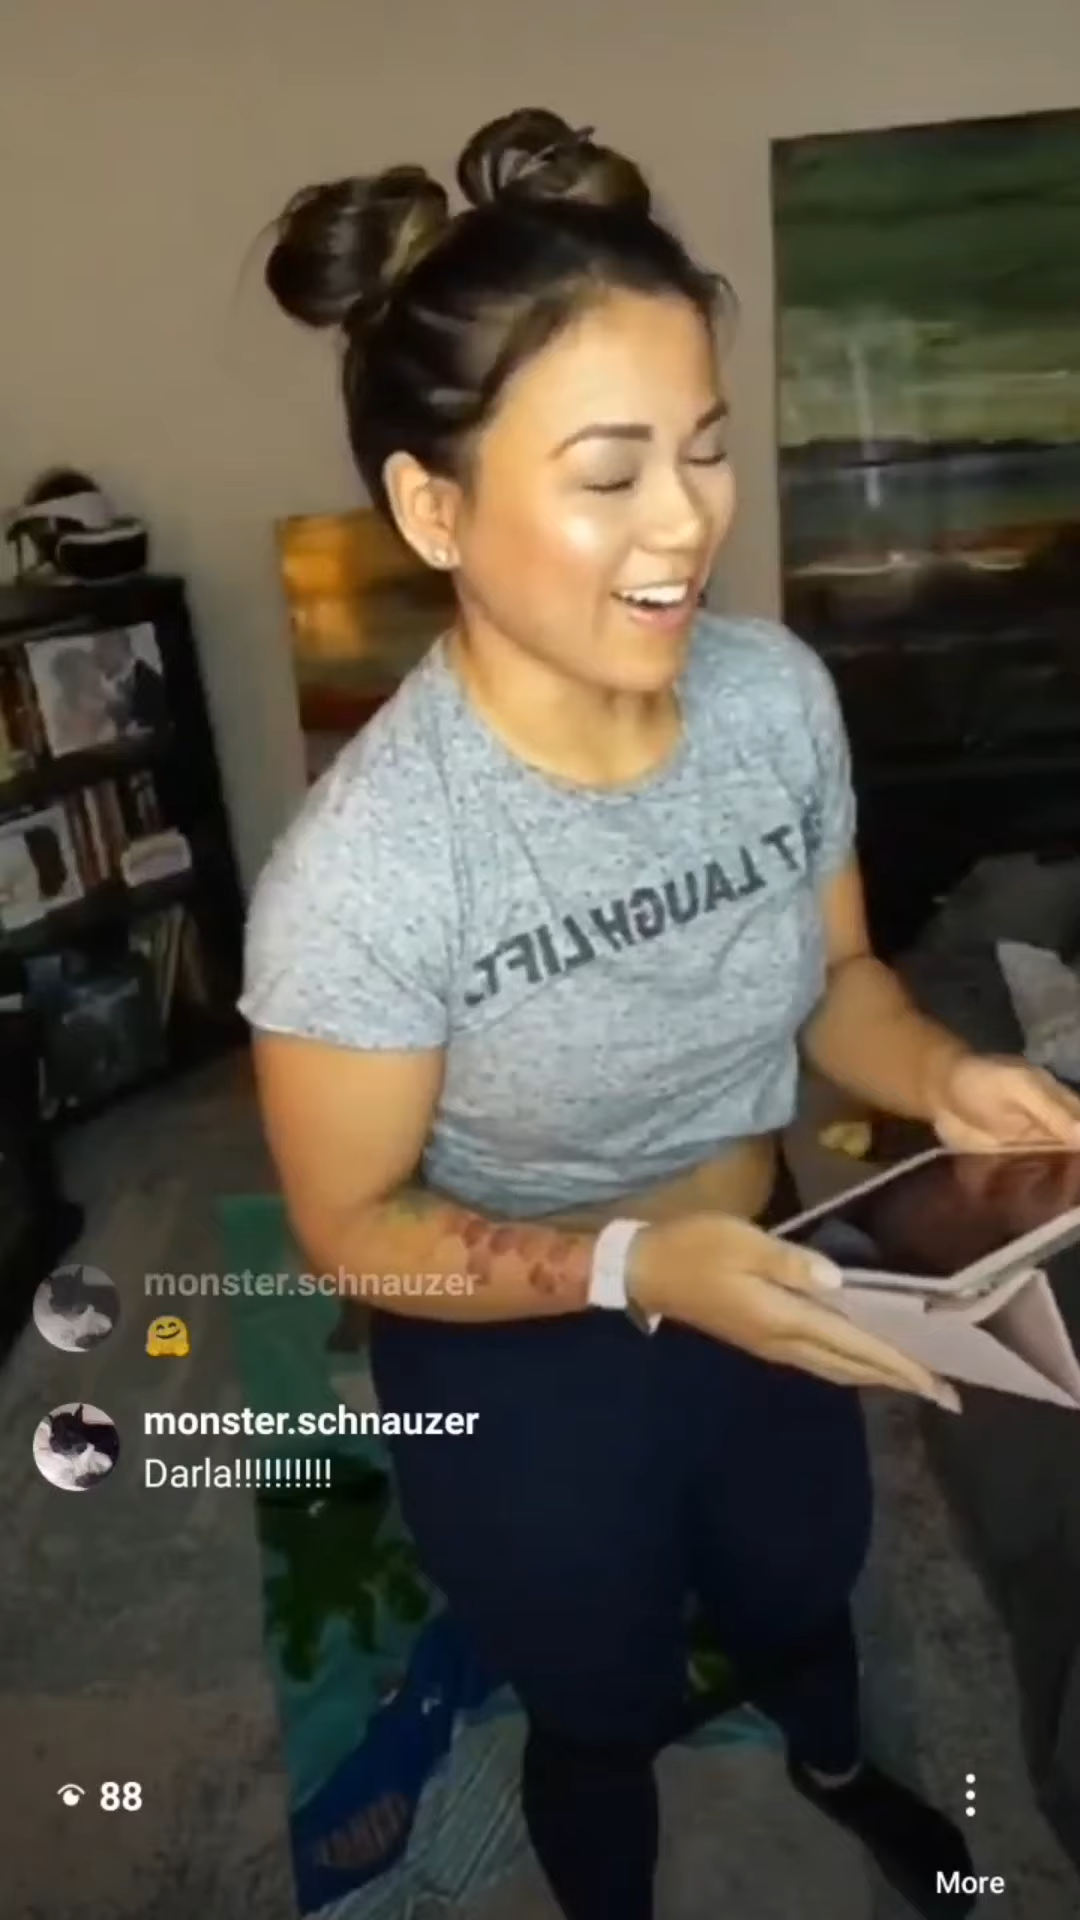 T LAUGH LIFT.
monster.schnauzer
🤗
monster.schnauzer
Darla!!!!!!!!!!
88
More